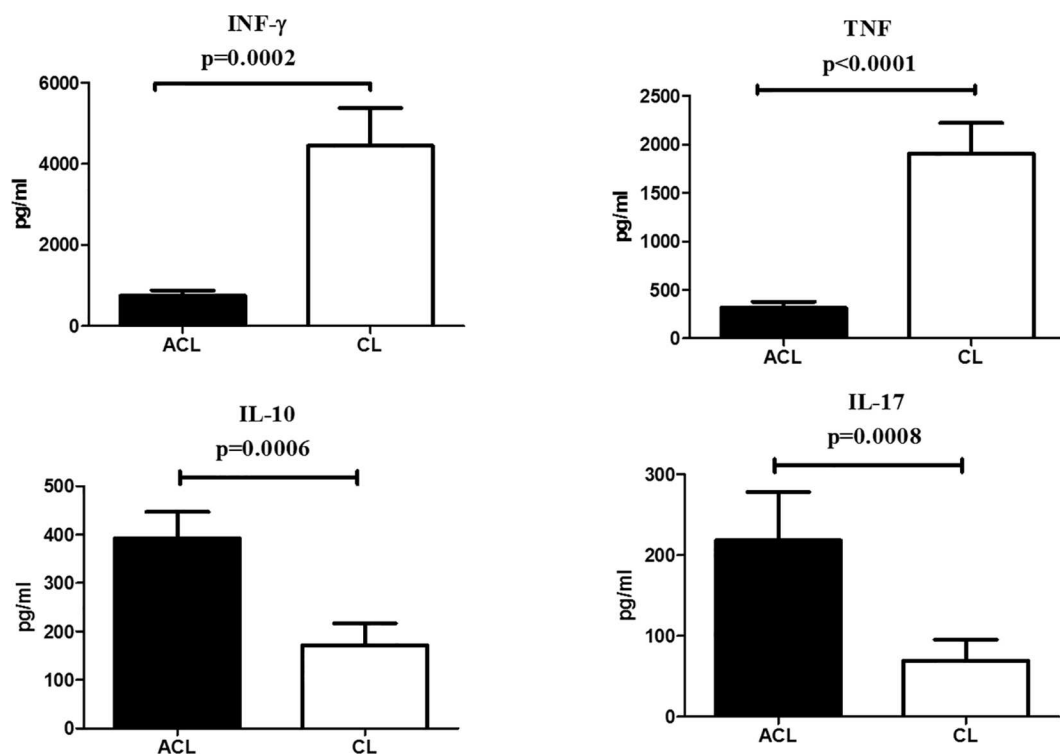 INF-γ
p=0.0002
6000
4000
2000
0
pg/ml
ACL CL
TNF
p<0.0001
2500
2000
1500
1000
500
0
pg/ml
ACL CL
IL-10
p=0.0006
500
400
300
200
100
0
pg/ml
ACL CL
IL-17
p=0.0008
300
200
100
0
pg/ml
ACL CL